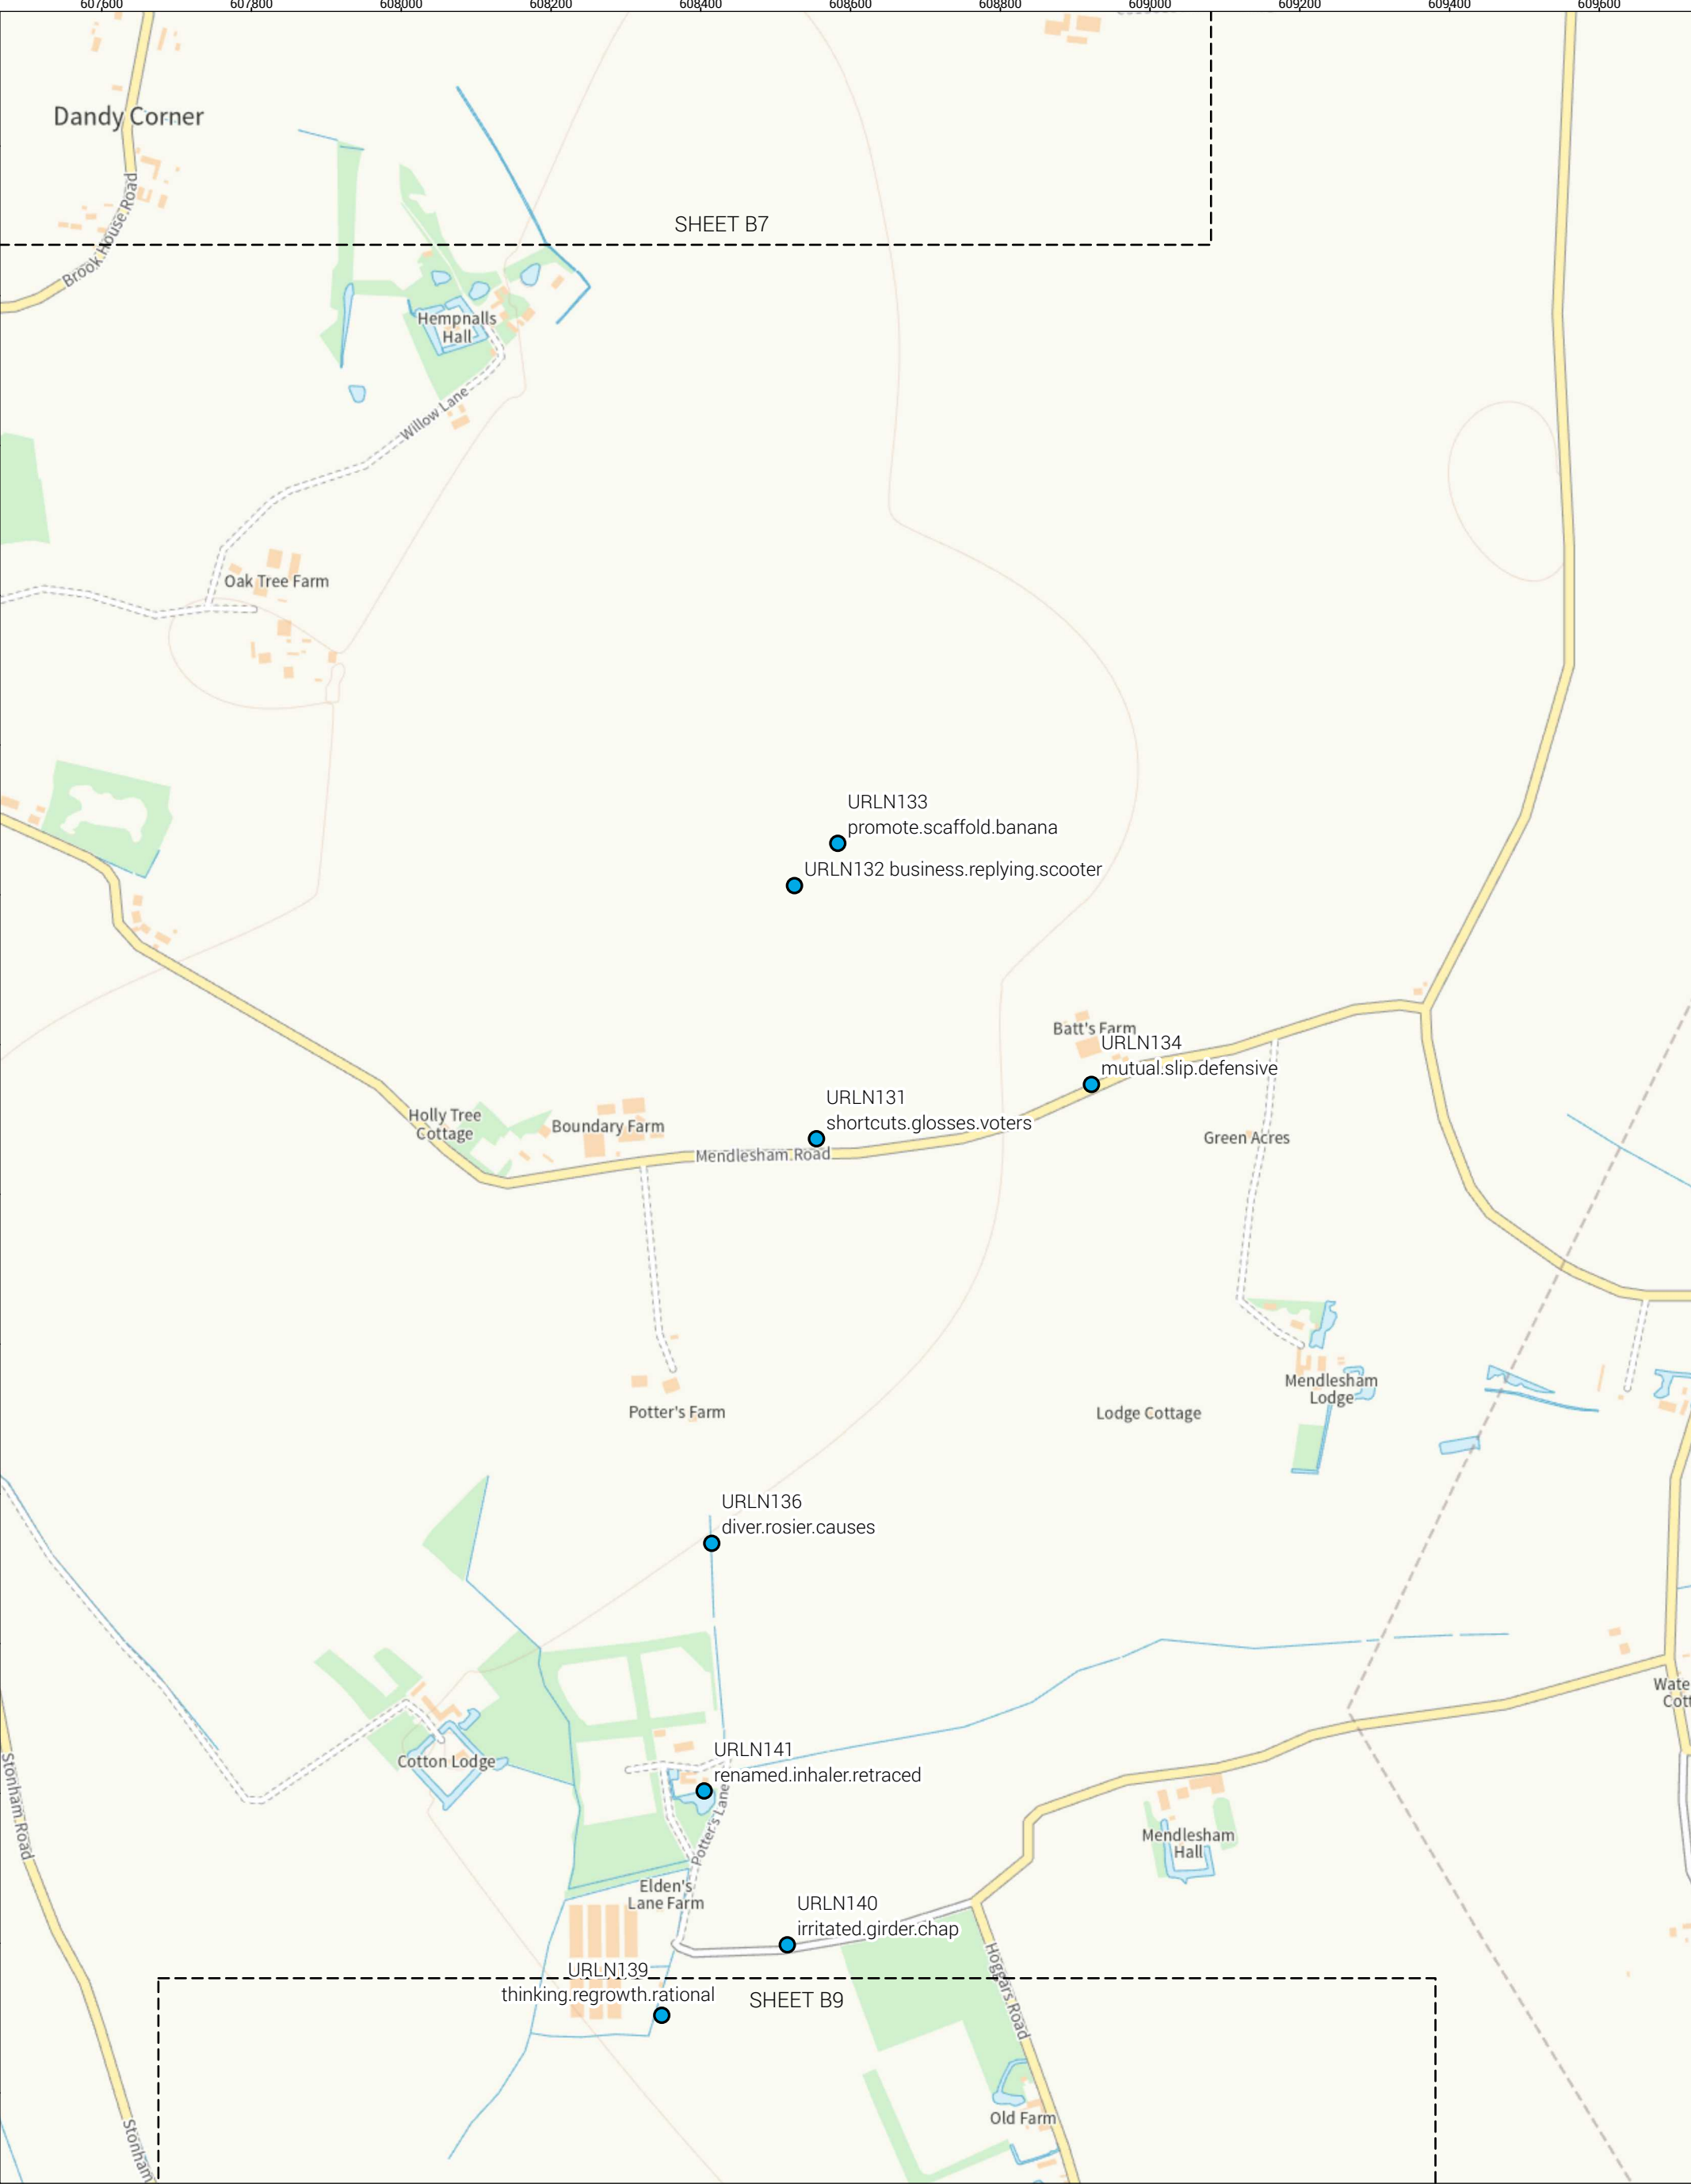 607600 607800 608000 608200 608400 608600 608800 609000 609200 609400 609600
Dandy Corner
Brook House Road
SHEET B7
Hempnalls
Hall
Willow Lane
Oak Tree Farm
URLN133
promote.scaffold.banana
URLN132 business.replying.scooter
Batt's Farm
URLN134
mutual.slip.defensive
URLN131
shortcuts.glosses.voters
Holly Tree
Cottage
Boundary Farm
Mendlesham Road
Green Acres
Mendlesham
Lodge
Potter's Farm
Lodge Cottage
URLN136
diver.rosier.causes
Wate
Cott
Cotton Lodge
URLN141
renamed.inhaler.retraced
Potter's Lane
Stonham Road
Mendlesham
Hall
Elden's
Lane Farm
URLN140
irritated.girder.chap
Hoggars Road
URLN139
thinking.regrowth.rational
SHEET B9
Old Farm
Stonham